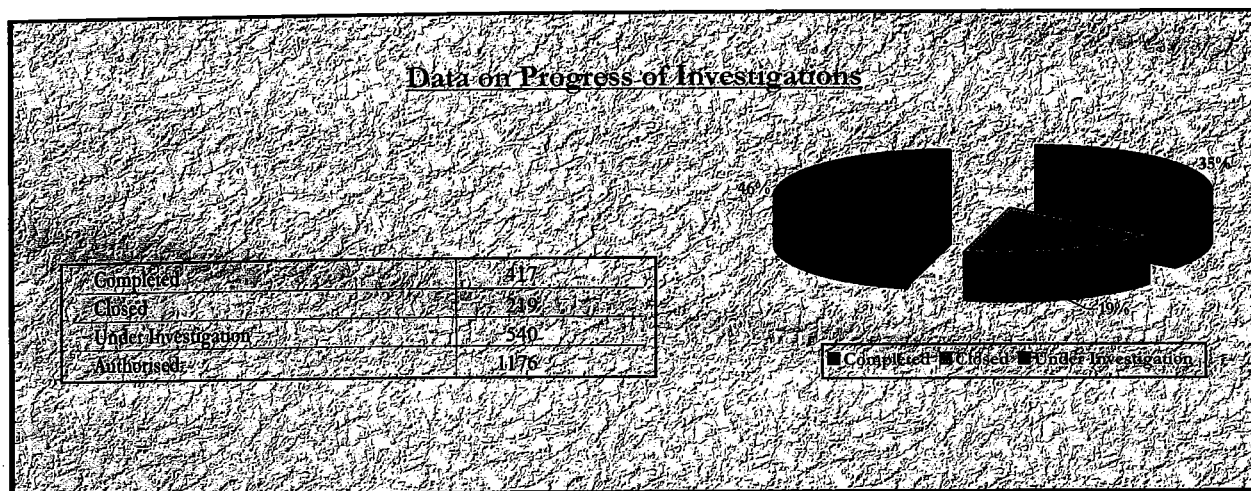 Data on Progress of Investigations
46%
35%
19%
Completed 417
Closed 219
Under Investigation 540
Authorised 1176
Completed Closed Under Investigation